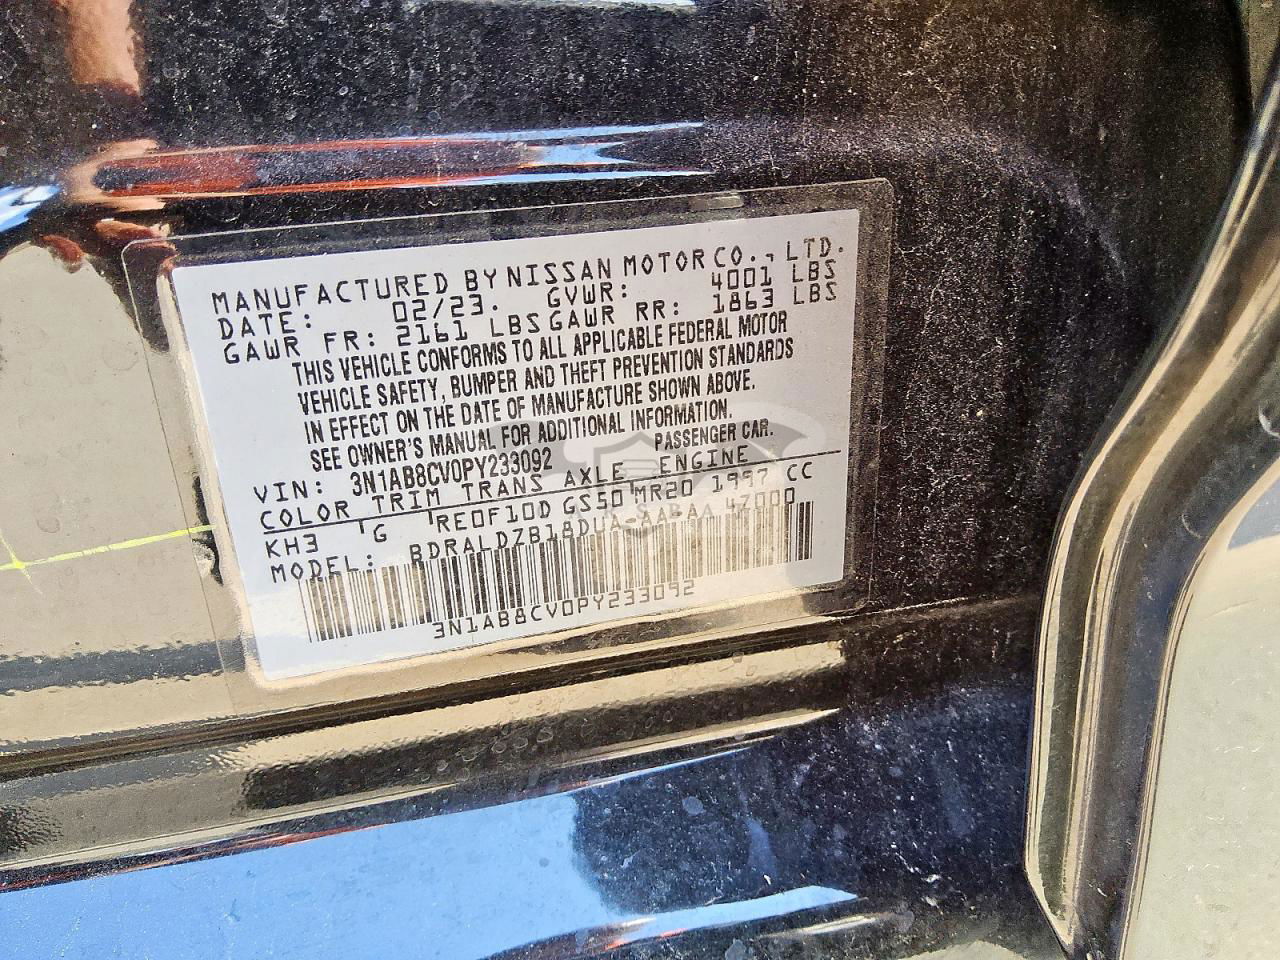 MANUFACTURED BY NISSAN MOTOR CO., LTD.
DATE: 02/23. GVWR: 4001 LBS
GAWR FR: 2161 LBS GAWR RR: 1863 LBS
THIS VEHICLE CONFORMS TO ALL APPLICABLE FEDERAL MOTOR
VEHICLE SAFETY, BUMPER AND THEFT PREVENTION STANDARDS
IN EFFECT ON THE DATE OF MANUFACTURE SHOWN ABOVE.
SEE OWNER'S MANUAL FOR ADDITIONAL INFORMATION.
VIN: 3N1AB8CV0PY233092 PASSENGER CAR.
COLOR TRIM TRANS AXLE ENGINE
KH3 G RE0F10D GS50 MR20 1997 CC
MODEL: BDRALDZB18DUA-AABA 47000
3N1AB8CV0PY233092